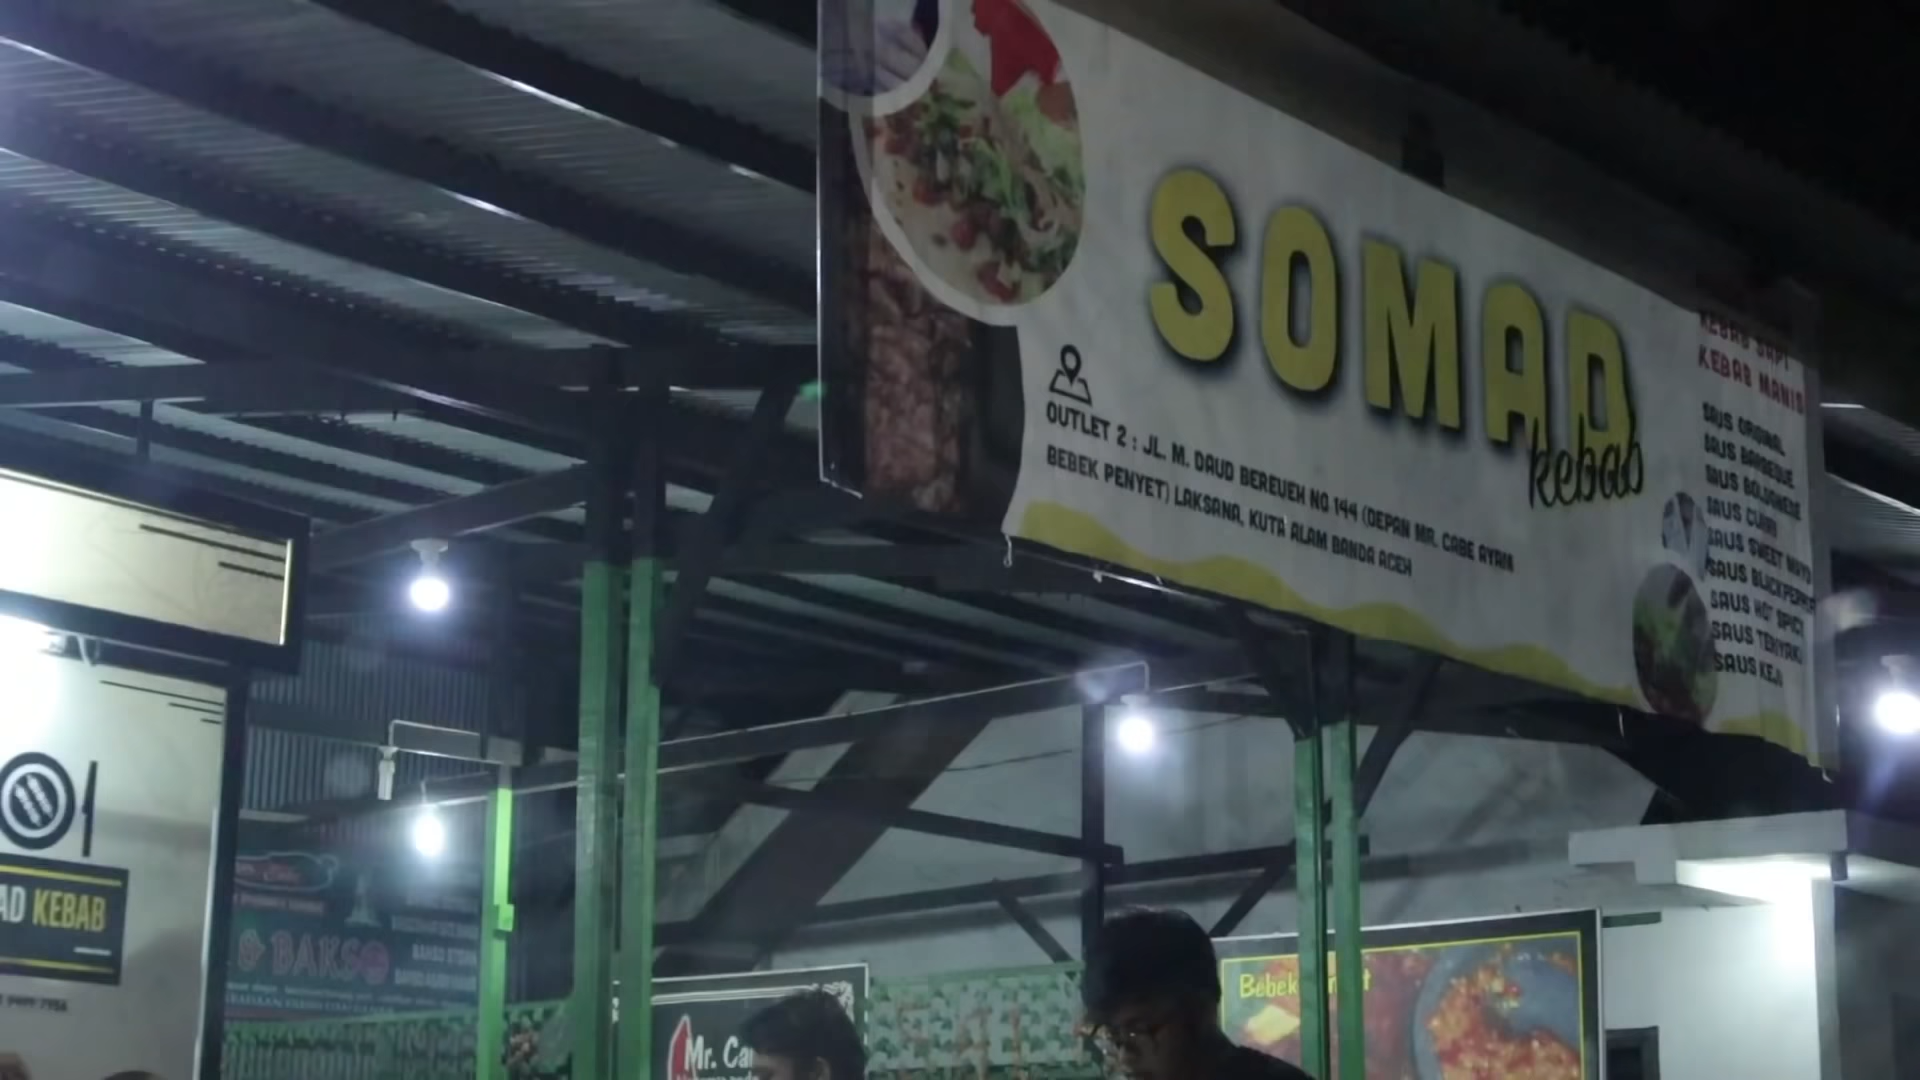 SOMAD
kebab
OUTLET 2 : JL. M. DAUD BEREUEH NO 144 (DEPAN MR. CABE AYAM
BEBEK PENYET) LAKSANA, KUTA ALAM BANDA ACEH
KEBAB SAPI
KEBAB MANIS
SAUS ORIGINAL
SAUS BARBEQUE
SAUS BOLOGNESE
SAUS CURRY
SAUS SWEET MAYO
SAUS BLACKPEPPER
SAUS HOT SPICY
SAUS TERIYAKI
SAUS KEJU
AD KEBAB
& BAKSO
Mr. Ca
Bebek